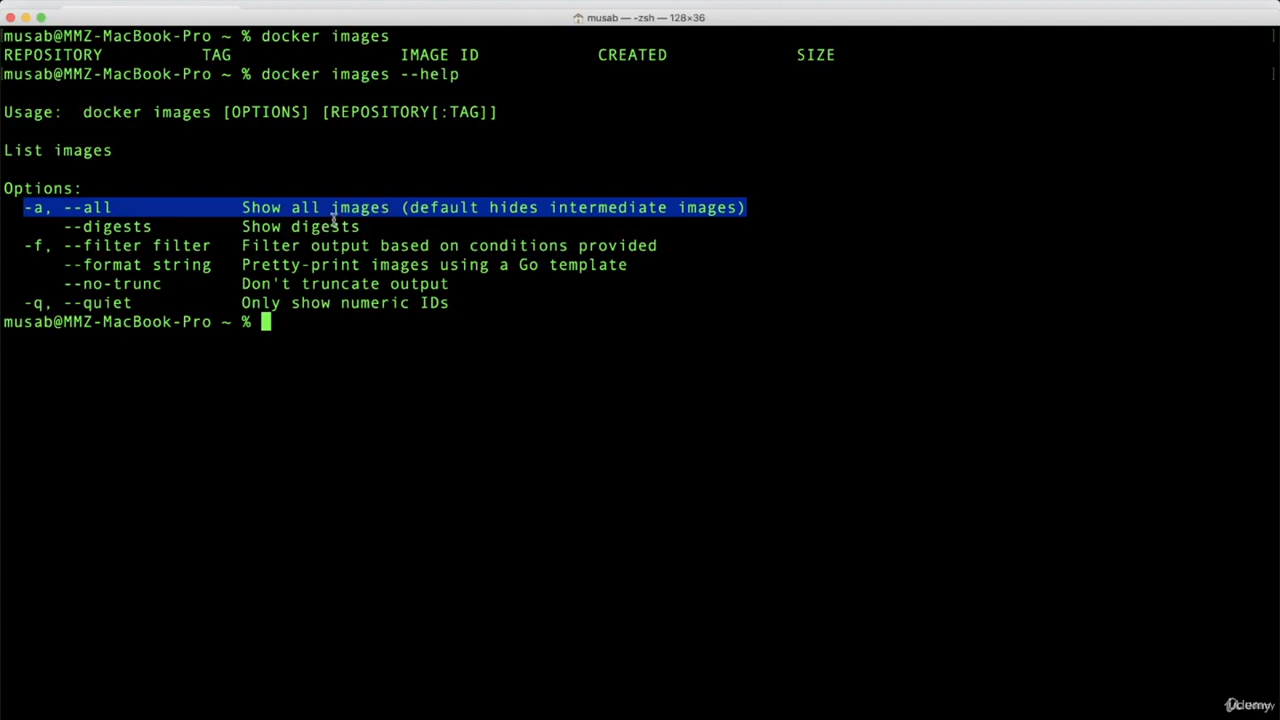 musab — -zsh — 128×36
musab@MMZ-MacBook-Pro ~ % docker images
REPOSITORY TAG IMAGE ID CREATED SIZE
musab@MMZ-MacBook-Pro ~ % docker images --help
Usage: docker images [OPTIONS] [REPOSITORY[:TAG]]
List images
Options:
-a, --all Show all images (default hides intermediate images)
--digests Show digests
-f, --filter filter Filter output based on conditions provided
--format string Pretty-print images using a Go template
--no-trunc Don't truncate output
-q, --quiet Only show numeric IDs
musab@MMZ-MacBook-Pro ~ %
Udemy